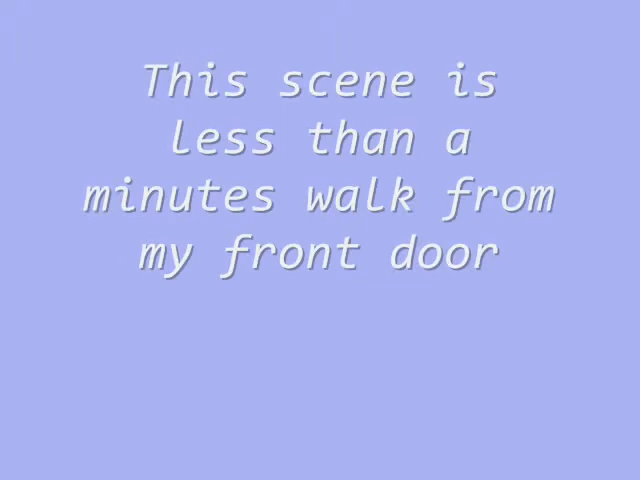 This scene is
less than a
minutes walk from
my front door